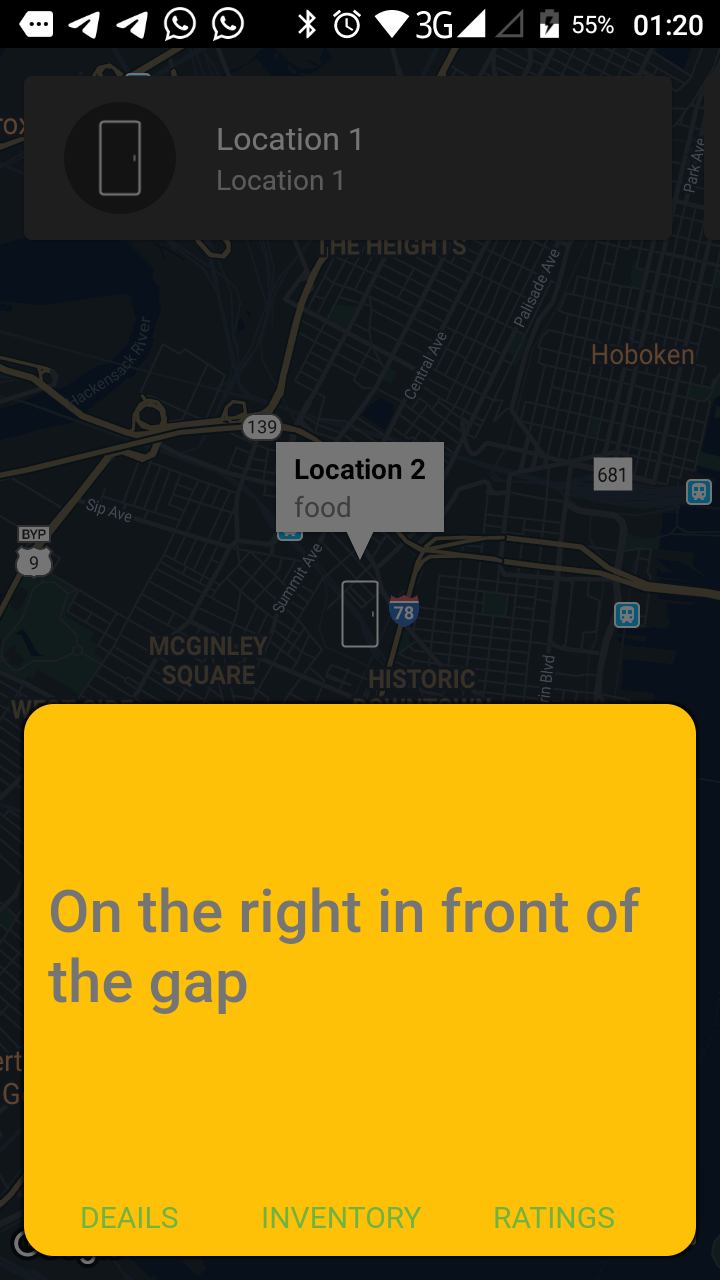 55% 01:20
3G
Location 1
Location 1
Park Ave
THE HEIGHTS
Palisade Ave
Central Ave
Hoboken
Hackensack River
139
Location 2
food
681
Sip Ave
BYP
9
Summit Ave
78
MCGINLEY
SQUARE
HISTORIC
DOWNTOWN
On the right in front of
the gap
DEAILS INVENTORY RATINGS